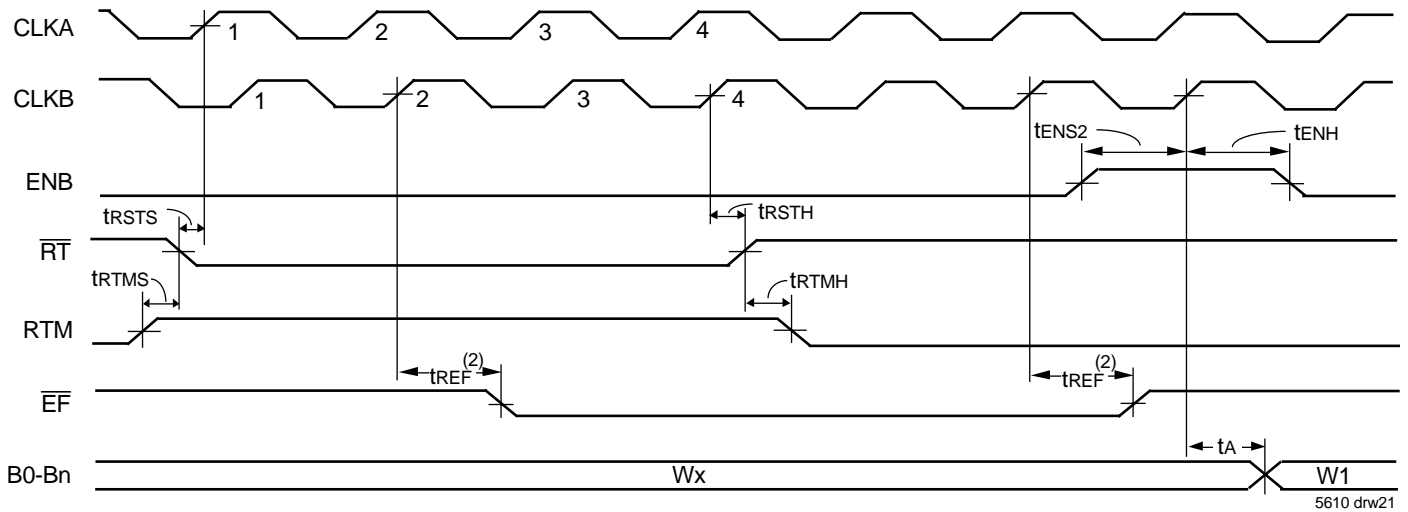 CLKA 1 2 3 4
CLKB 1 2 3 4
tENS2 tENH
ENB
tRSTS tRSTH
RT
tRTMS tRTMH
RTM
tREF(2) tREF(2)
EF
tA
B0-Bn Wx W1
5610 drw21